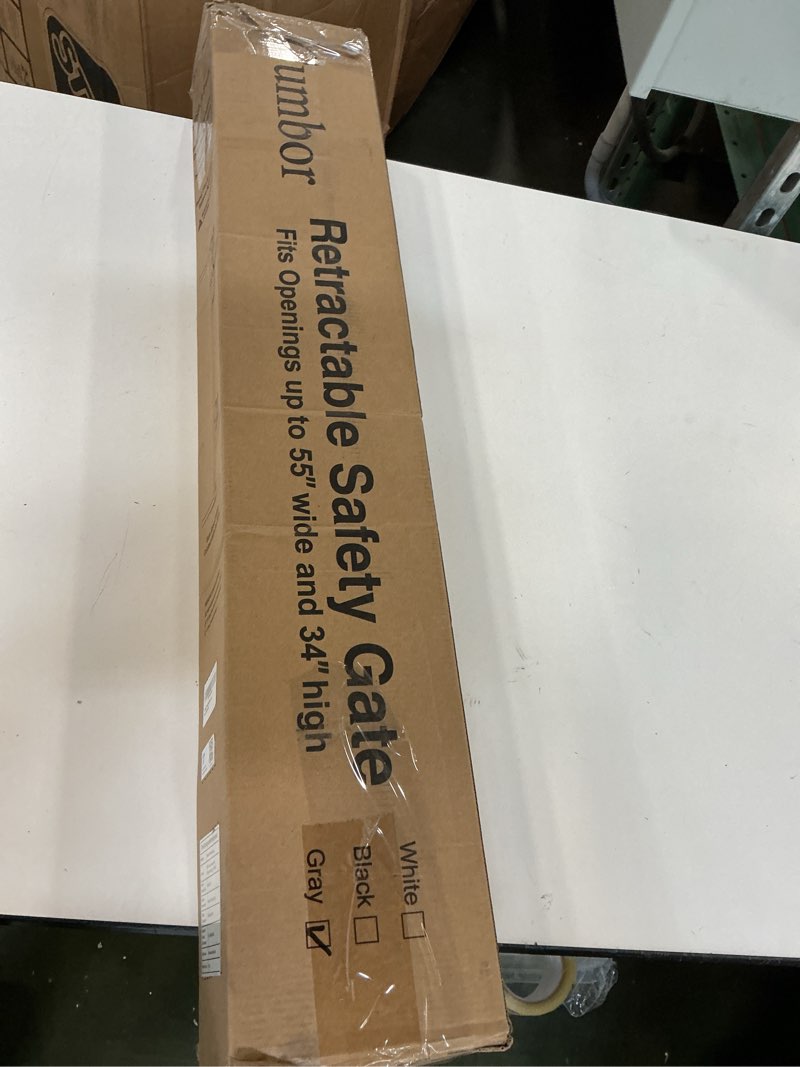 umbor
Retractable Safety Gate
Fits Openings up to 55" wide and 34" high
White
Black
Gray